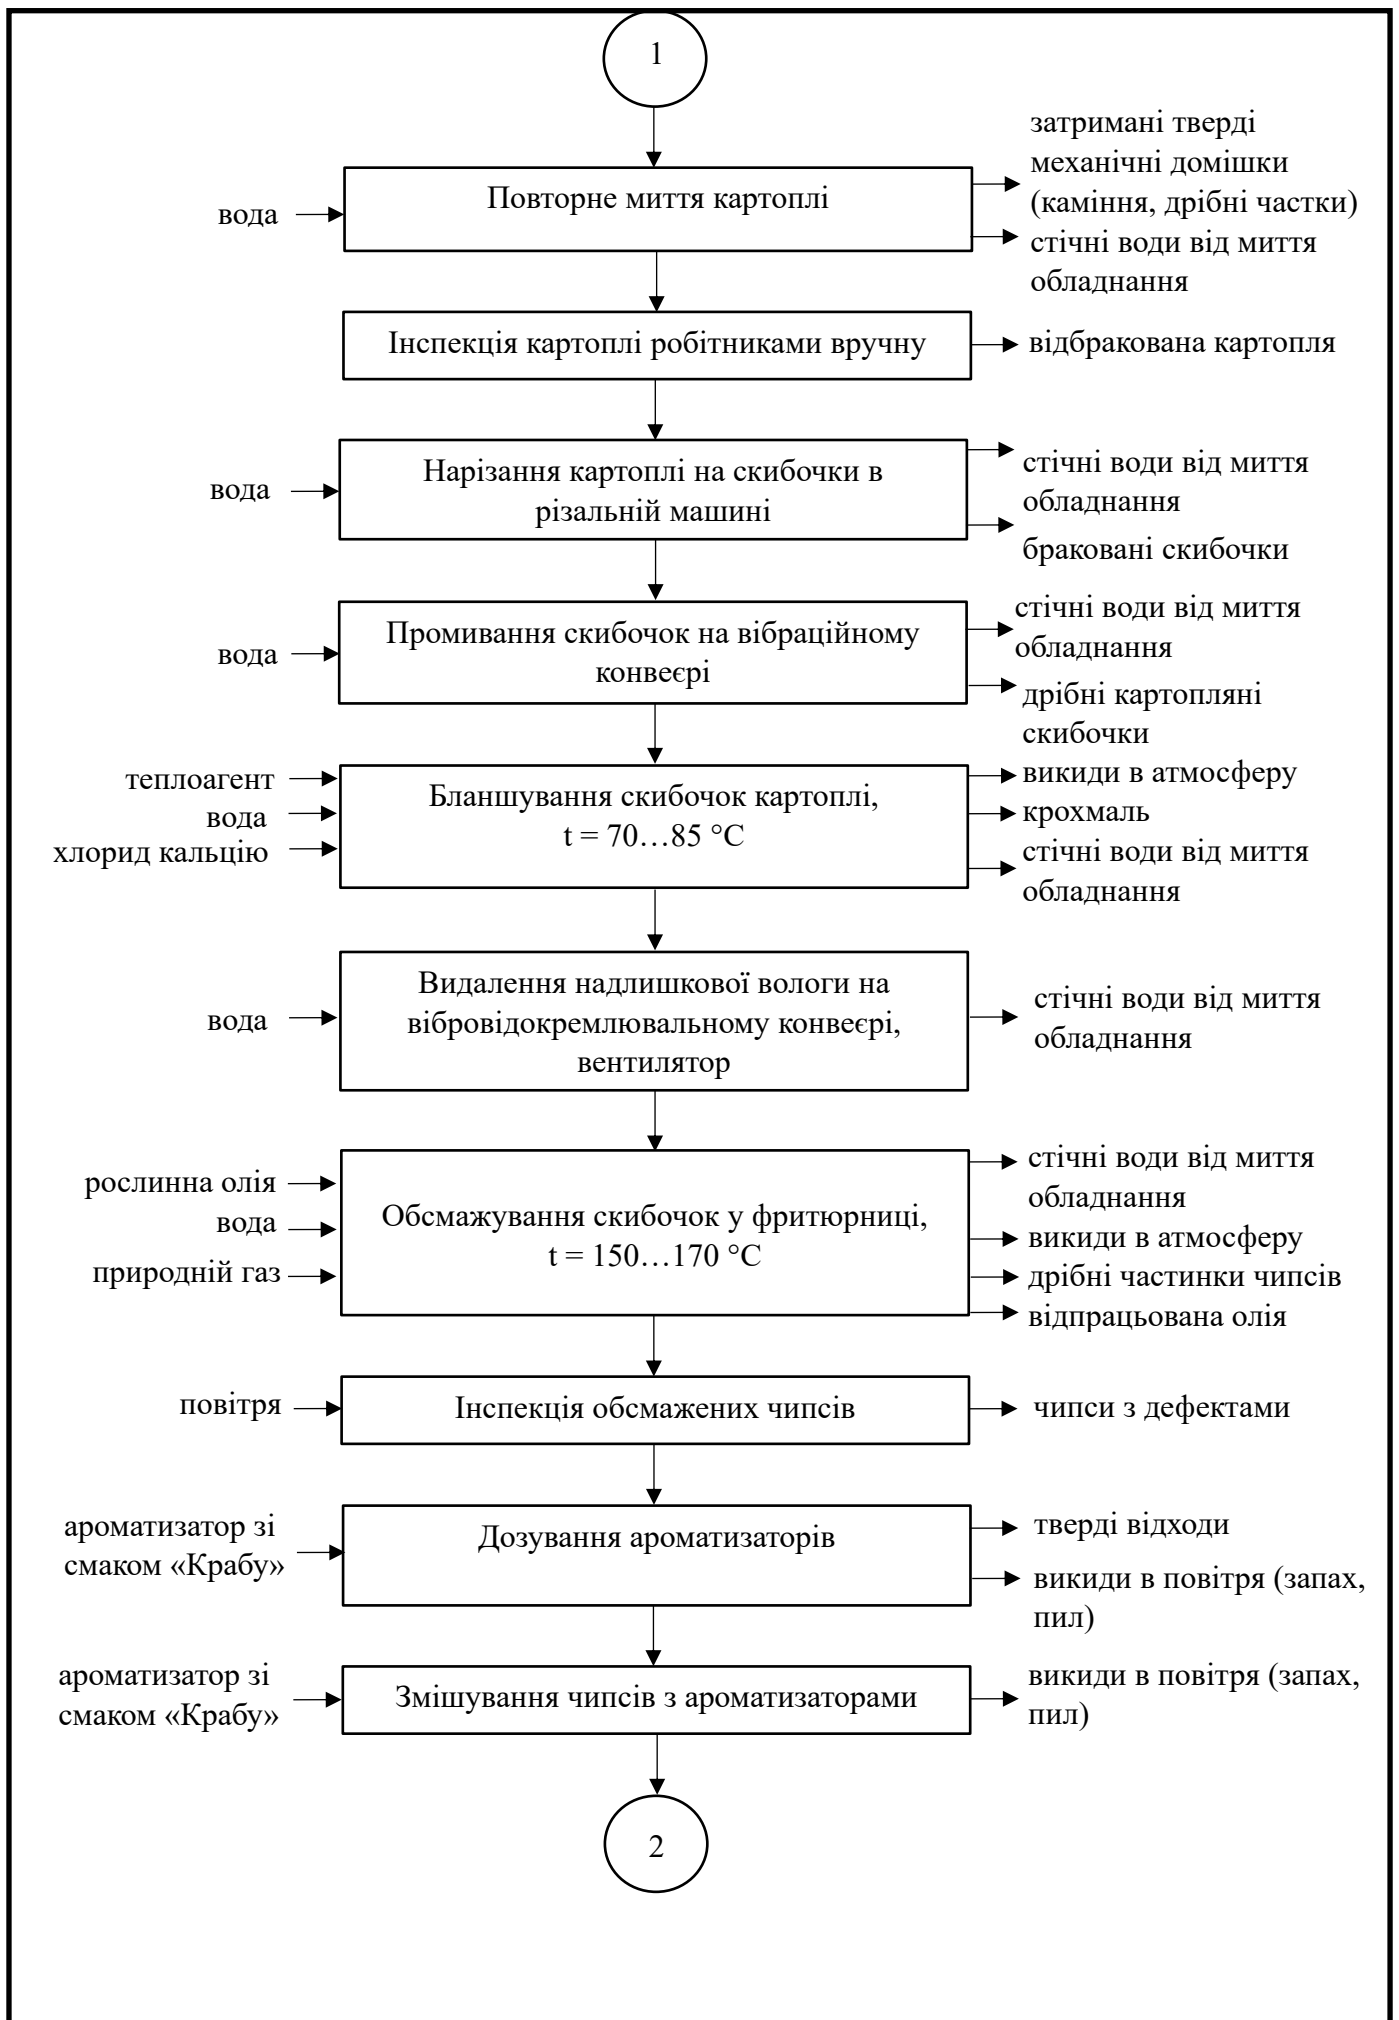 1
затримані тверді
механічні домішки
(каміння, дрібні частки)
Повторне миття картоплі
вода
стічні води від миття
обладнання
Інспекція картоплі робітниками вручну
відбракована картопля
Нарізання картоплі на скибочки в
різальній машині
вода
стічні води від миття
обладнання
браковані скибочки
Промивання скибочок на вібраційному
конвеєрі
вода
стічні води від миття
обладнання
дрібні картопляні
скибочки
теплоагент
вода
хлорид кальцію
Бланшування скибочок картоплі,
t = 70…85 °С
викиди в атмосферу
крохмаль
стічні води від миття
обладнання
вода
Видалення надлишкової вологи на
вібровідокремлювальному конвеєрі,
вентилятор
стічні води від миття
обладнання
рослинна олія
вода
природній газ
Обсмажування скибочок у фритюрниці,
t = 150…170 °С
стічні води від миття
обладнання
викиди в атмосферу
дрібні частинки чипсів
відпрацьована олія
повітря
Інспекція обсмажених чипсів
чипси з дефектами
ароматизатор зі
смаком «Крабу»
Дозування ароматизаторів
тверді відходи
викиди в повітря (запах,
пил)
ароматизатор зі
смаком «Крабу»
Змішування чипсів з ароматизаторами
викиди в повітря (запах,
пил)
2